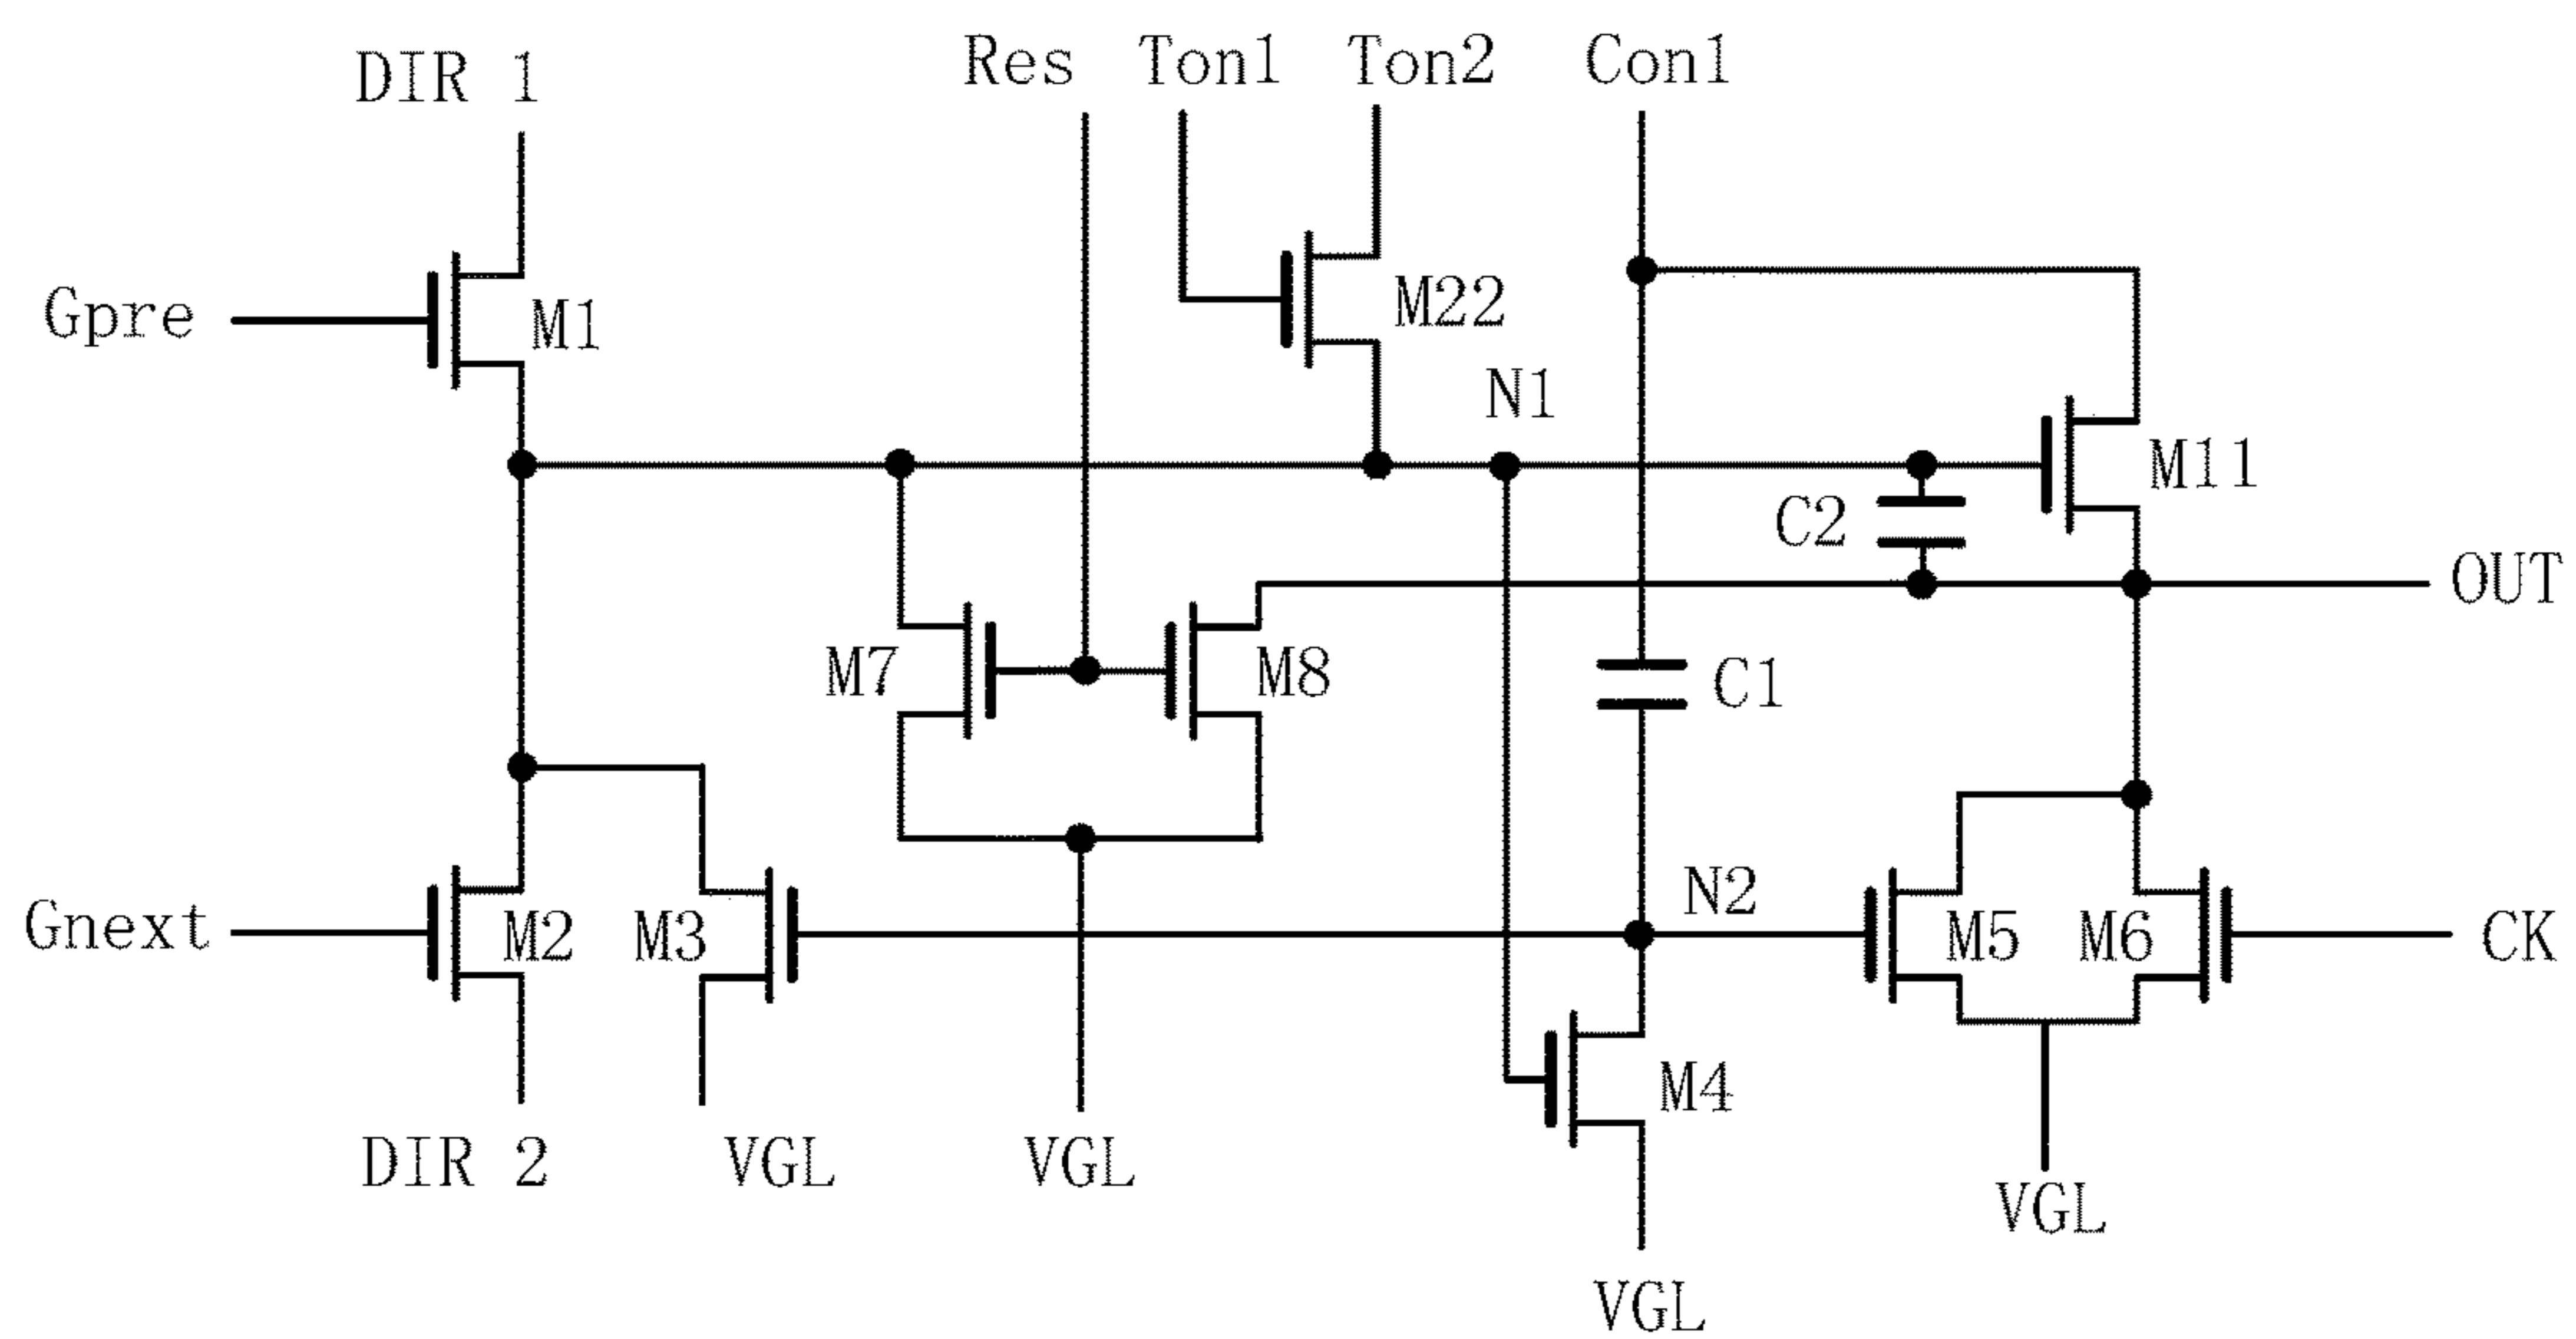 DIR 1
Res
Ton1
Ton2
Con1
Gpre
M1
M22
N1
M11
C2
OUT
M7
M8
C1
N2
Gnext
M2
M3
M5
M6
CK
M4
DIR 2
VGL
VGL
VGL
VGL